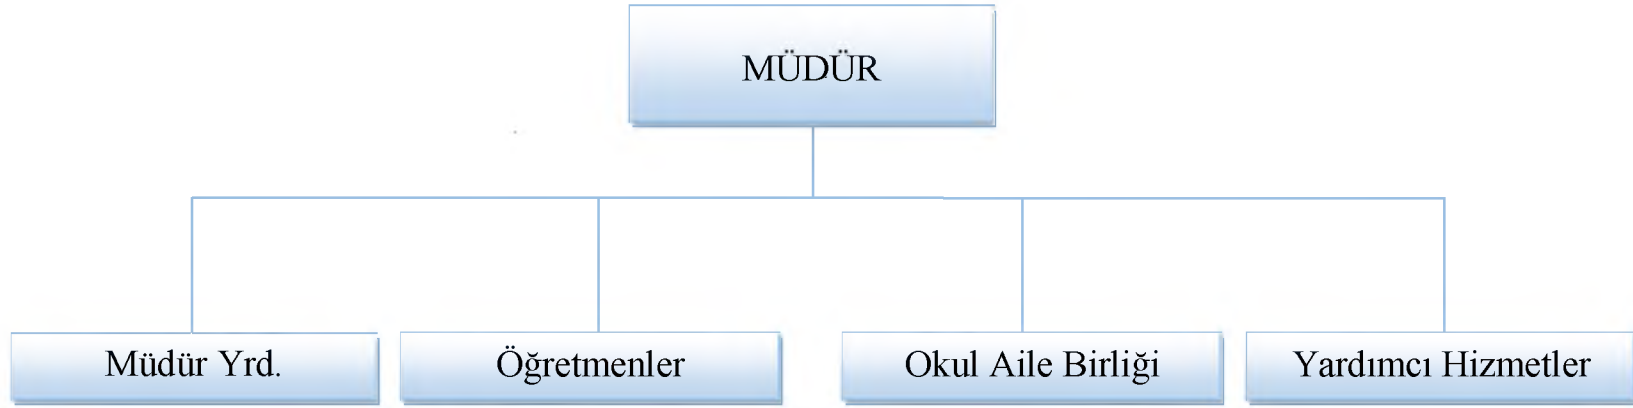 MÜDÜR
Müdür Yrd.
Öğretmenler
Okul Aile Birliği
Yardımcı Hizmetler